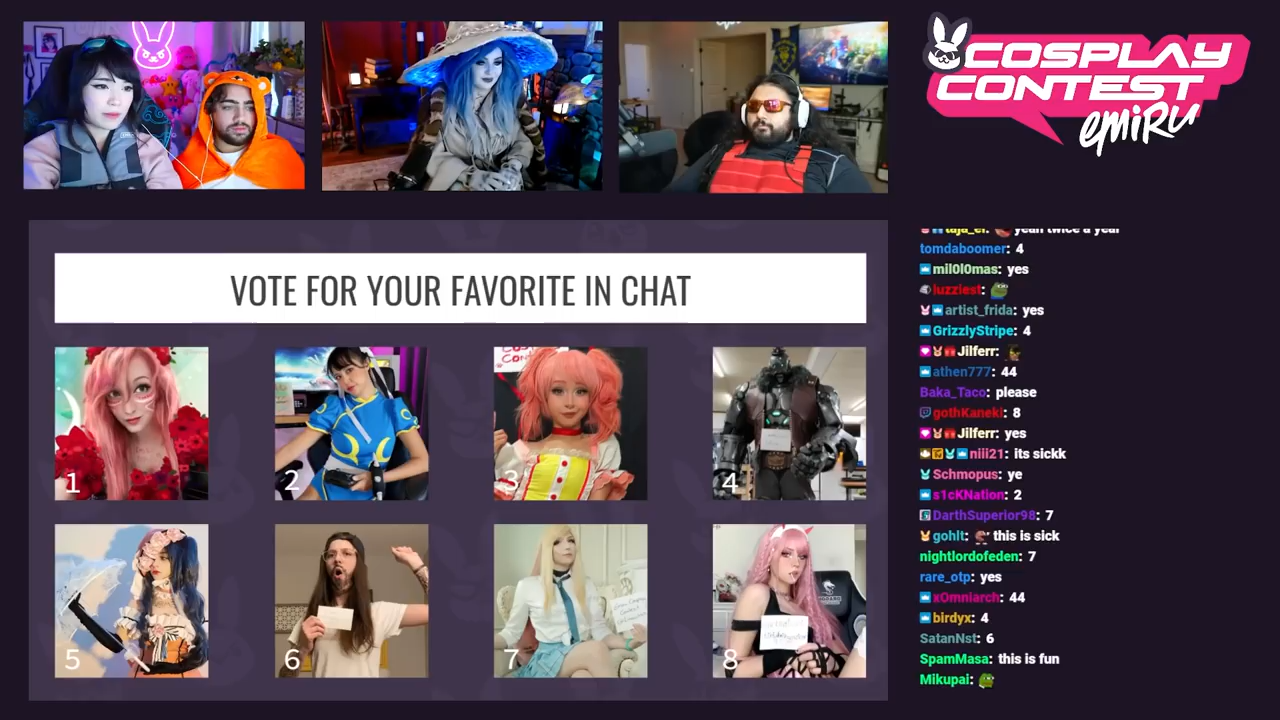 COSPLAY
CONTEST
emiru
VOTE FOR YOUR FAVORITE IN CHAT
1
2
3
4
5
6
7
8
yeah twice a year
tomdaboomer: 4
mil0l0mas: yes
luzziest:
artist_frida: yes
GrizzlyStripe: 4
Jilferr:
athen777: 44
Baka_Taco: please
gothKaneki: 8
Jilferr: yes
niii21: its sickk
Schmopus: ye
s1cKNation: 2
DarthSuperior98: 7
gohlt: this is sick
nightlordofeden: 7
rare_otp: yes
xOmniarch: 44
birdyx: 4
SatanNst: 6
SpamMasa: this is fun
Mikupai: